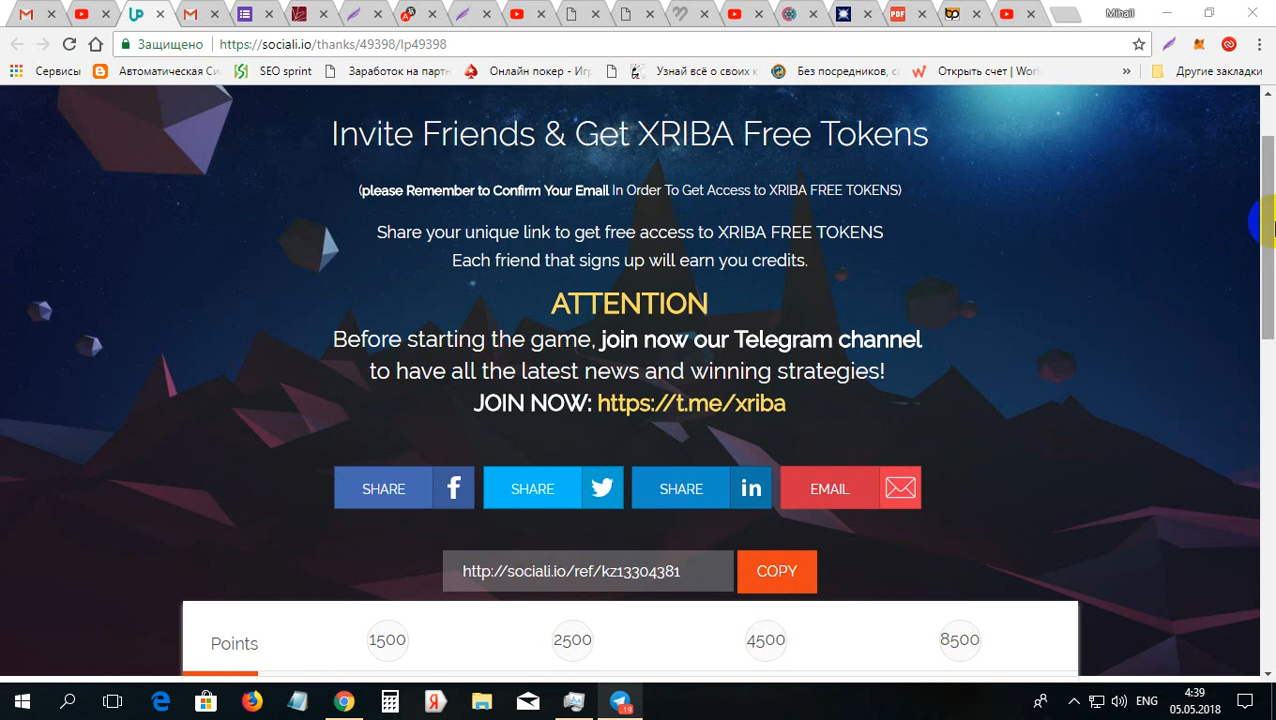 Mihail
Защищено
https://sociali.io/thanks/49398/lp49398
Сервисы
Автоматическая Си
SEO sprint
Заработок на партн
Онлайн покер - Игр
Узнай всё о своих к
Без посредников, са
Открыть счет | Worl
»
Другие закладки
Invite Friends & Get XRIBA Free Tokens
(please Remember to Confirm Your Email In Order To Get Access to XRIBA FREE TOKENS)
Share your unique link to get free access to XRIBA FREE TOKENS
Each friend that signs up will earn you credits.
ATTENTION
Before starting the game, join now our Telegram channel
to have all the latest news and winning strategies!
JOIN NOW: https://t.me/xriba
SHARE
f
SHARE
SHARE
in
EMAIL
http://sociali.io/ref/kz13304381
COPY
Points
1500
2500
4500
8500
ENG
4:39
05.05.2018